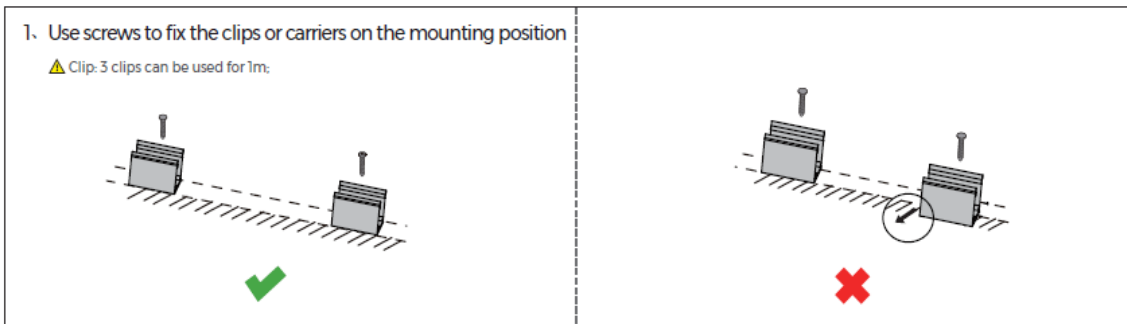 1、Use screws to fix the clips or carriers on the mounting position
Clip: 3 clips can be used for 1m;